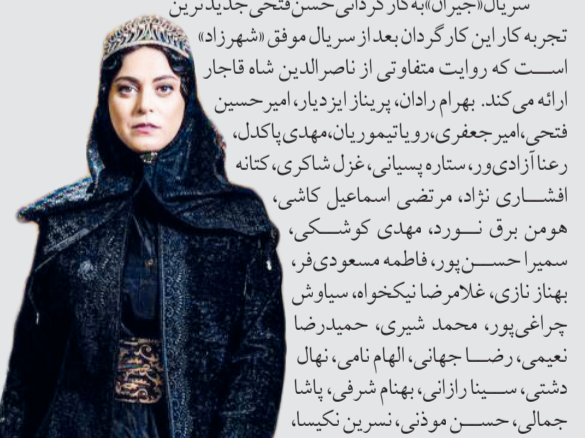 سریال«جیران»به‌کارگردانی‌حسن‌فتحی‌جدیدترین
تجربه کار این کارگردان بعد از سریال موفق «شهرزاد»
است که روایت متفاوتی از ناصرالدین شاه قاجار
ارائه می‌کند. بهرام رادان، پریناز ایزدیار، امیرحسین
فتحی،امیرجعفری،رویاتیموریان،مهدی‌پاکدل،
رعنا آزادی‌ور، ستاره پسیانی، غزل شاکری، کتانه
افشاری نژاد، مرتضی اسماعیل کاشی،
هومن برق نورد، مهدی کوشکی،
سمیرا حسن‌پور، فاطمه مسعودی‌فر،
بهناز نازی، غلامرضا نیکخواه، سیاوش
چراغی‌پور، محمد شیری، حمیدرضا
نعیمی، رضا جهانی، الهام نامی، نهال
دشتی، سینا رازانی، بهنام شرفی، پاشا
جمالی، حسن موذنی، نسرین نکیسا،